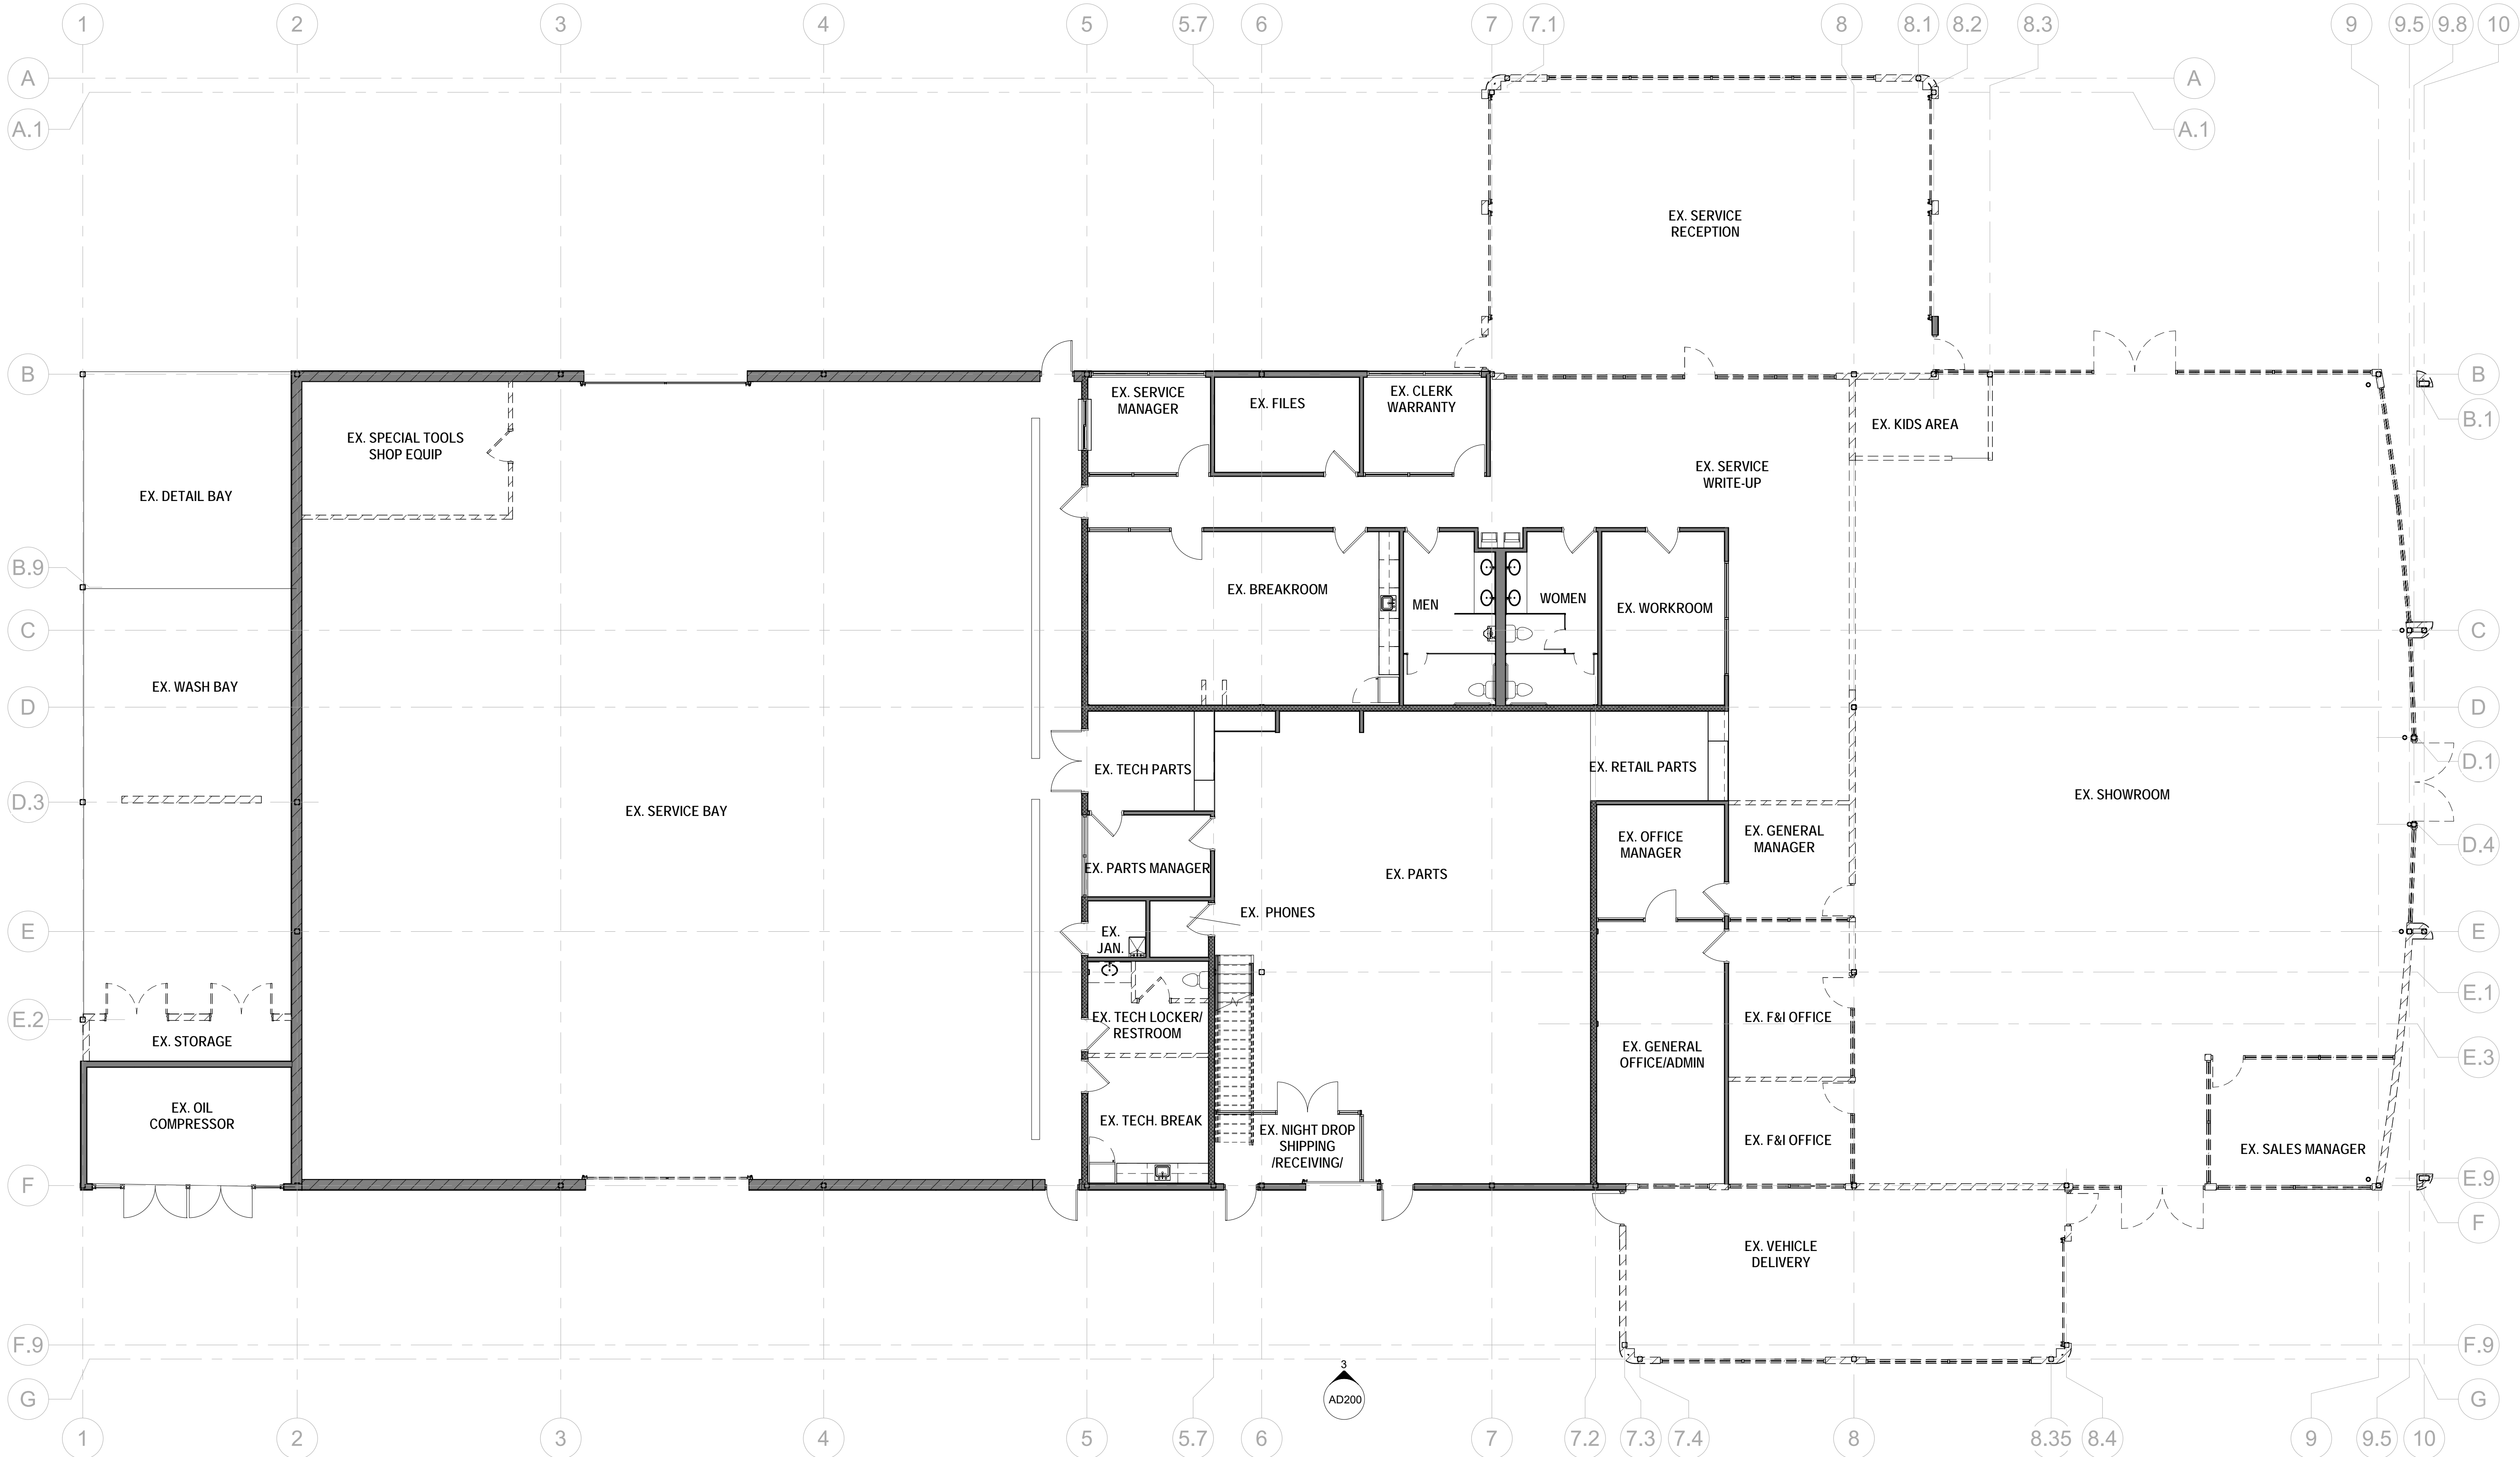 1 2 3 4 5 5.7 6 7 7.1 8 8.1 8.2 8.3 9 9.5 9.8 10
A A
A.1 A.1
EX. SERVICE
RECEPTION
B B
EX. SERVICE
MANAGER
EX. FILES
EX. CLERK
WARRANTY
B.1
EX. KIDS AREA
EX. SPECIAL TOOLS
SHOP EQUIP
EX. SERVICE
WRITE-UP
EX. DETAIL BAY
B.9
EX. BREAKROOM
MEN
WOMEN
EX. WORKROOM
C C
EX. WASH BAY
D D
EX. TECH PARTS
EX. RETAIL PARTS
D.1
D.3
EX. SERVICE BAY
EX. SHOWROOM
EX. OFFICE
MANAGER
EX. GENERAL
MANAGER
D.4
EX. PARTS MANAGER
EX. PARTS
EX. PHONES
E E
EX.
JAN.
E.1
E.2
EX. TECH LOCKER/
RESTROOM
EX. F&I OFFICE
EX. STORAGE
EX. GENERAL
OFFICE/ADMIN
E.3
EX. OIL
COMPRESSOR
EX. TECH. BREAK
EX. NIGHT DROP
SHIPPING
/RECEIVING/
EX. F&I OFFICE
EX. SALES MANAGER
F
E.9
F
EX. VEHICLE
DELIVERY
F.9 F.9
3
AD200
G G
1 2 3 4 5 5.7 6 7 7.2 7.3 7.4 8 8.35 8.4 9 9.5 10